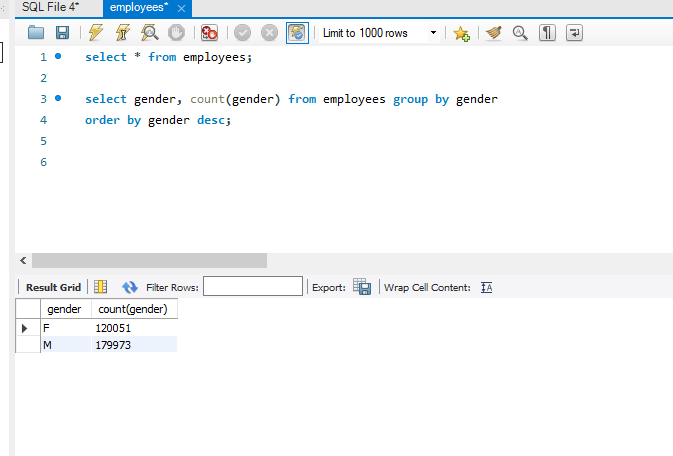 SQL File 4* employees* ×
Limit to 1000 rows
1 select * from employees;
2
3 select gender, count(gender) from employees group by gender
4 order by gender desc;
5
6
Result Grid Filter Rows: Export: Wrap Cell Content:
gender count(gender)
F 120051
M 179973